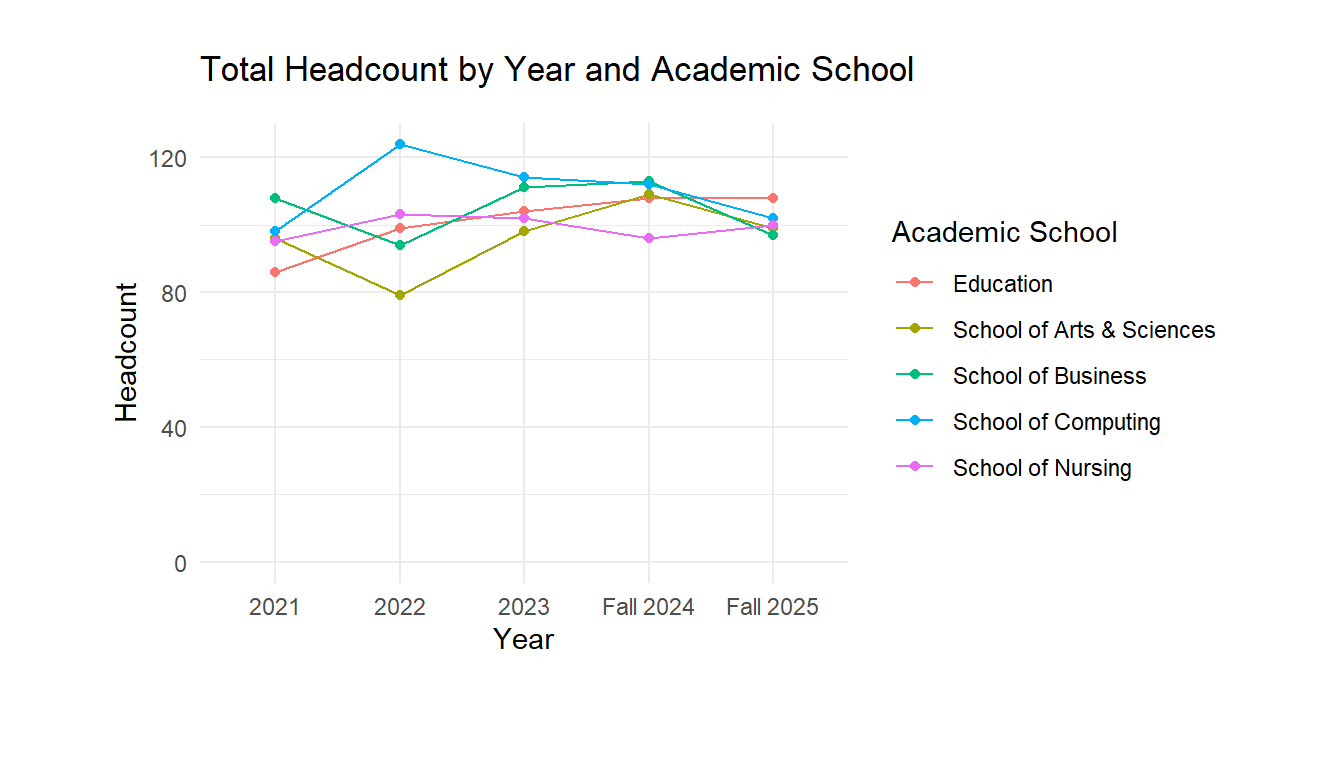 Total Headcount by Year and Academic School
120
80
40
0
Headcount
2021 2022 2023 Fall 2024 Fall 2025
Year
Academic School
Education
School of Arts & Sciences
School of Business
School of Computing
School of Nursing